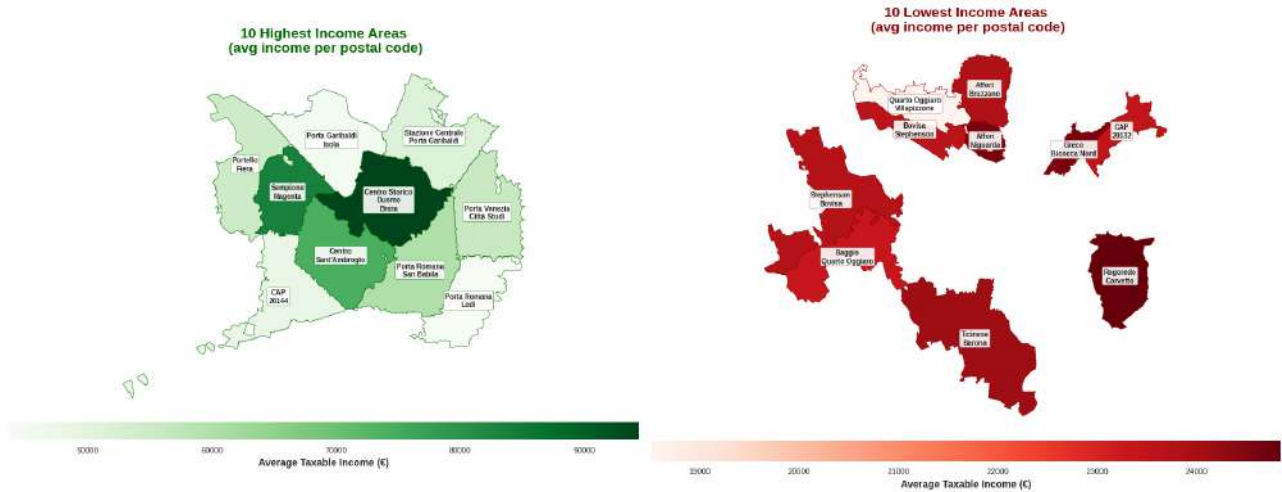 10 Highest Income Areas
(avg income per postal code)
Porta Garibaldi
Isola
Stazione Centrale
Porta Garibaldi
Portello
Fiera
Sempione
Magenta
Centro Storico
Duomo
Brera
Porta Venezia
Città Studi
Centro
Sant'Ambrogio
Porta Romana
San Babila
CAP
20144
Porta Romana
Lodi
50000
60000
70000
80000
90000
Average Taxable Income (€)
10 Lowest Income Areas
(avg income per postal code)
Affori
Bruzzano
Quarto Oggiaro
Villapizzone
Bovisa
Stephenson
Affori
Niguarda
CAP
20132
Greco
Bicocca Nord
Stephenson
Bovisa
Baggio
Quarto Oggiaro
Rogoredo
Corvetto
Ticinese
Barona
19000
20000
21000
22000
23000
24000
Average Taxable Income (€)